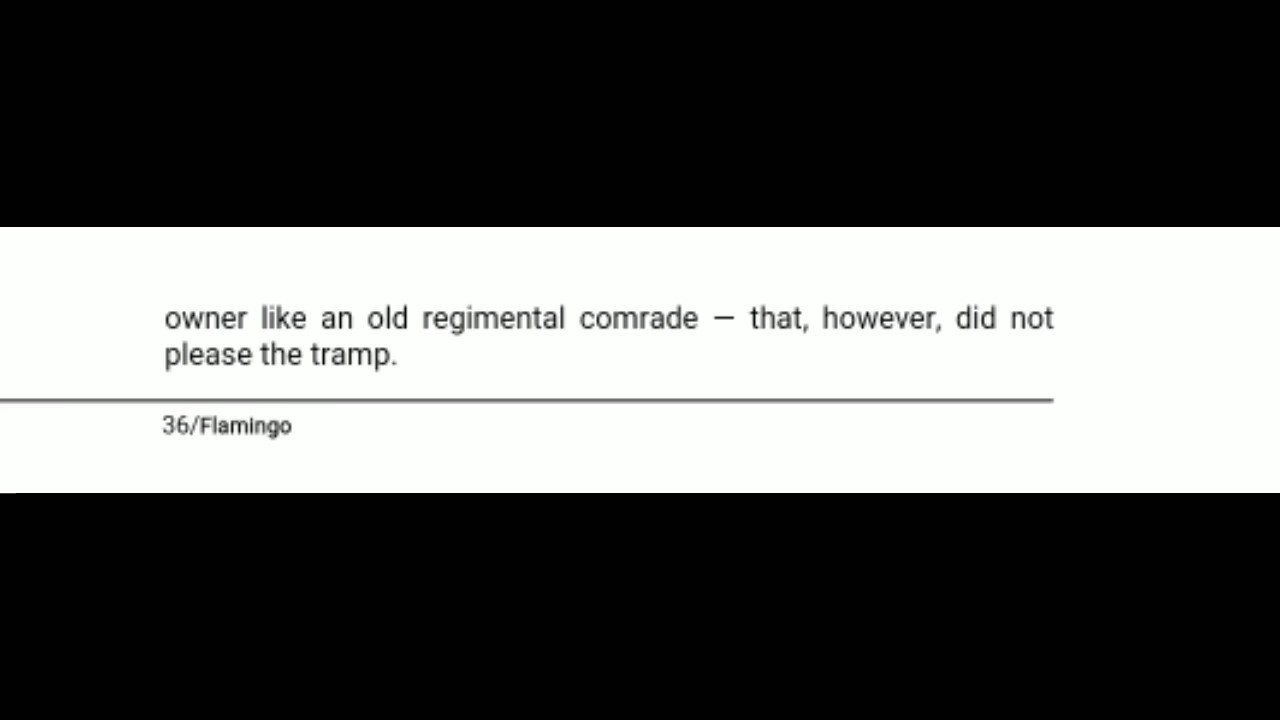 owner like an old regimental comrade — that, however, did not
please the tramp.
36/Flamingo